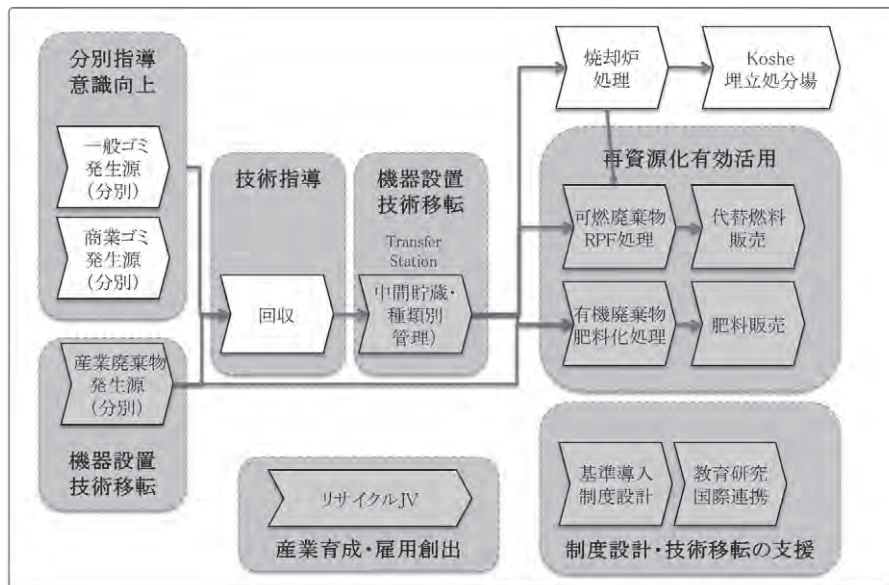 分別指導
意識向上
一般ゴミ
発生源
(分別)
商業ゴミ
発生源
(分別)
産業廃棄物
発生源
(分別)
機器設置
技術移転
技術指導
回収
機器設置
技術移転
Transfer
Station
中間貯蔵・
種類別
管理)
焼却炉
処理
Koshe
埋立処分場
再資源化有効活用
可燃廃棄物
RPF処理
代替燃料
販売
有機廃棄物
肥料化処理
肥料販売
リサイクルJV
産業育成・雇用創出
基準導入
制度設計
教育研究
国際連携
制度設計・技術移転の支援